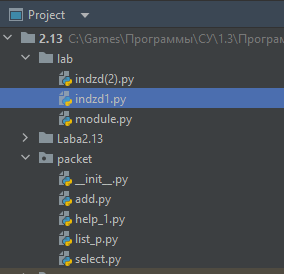 Project
2.13 C:\Games\Программы\СУ\1.3\Програм
lab
indzd(2).py
indzd1.py
module.py
Laba2.13
packet
__init__.py
add.py
help_1.py
list_p.py
select.py